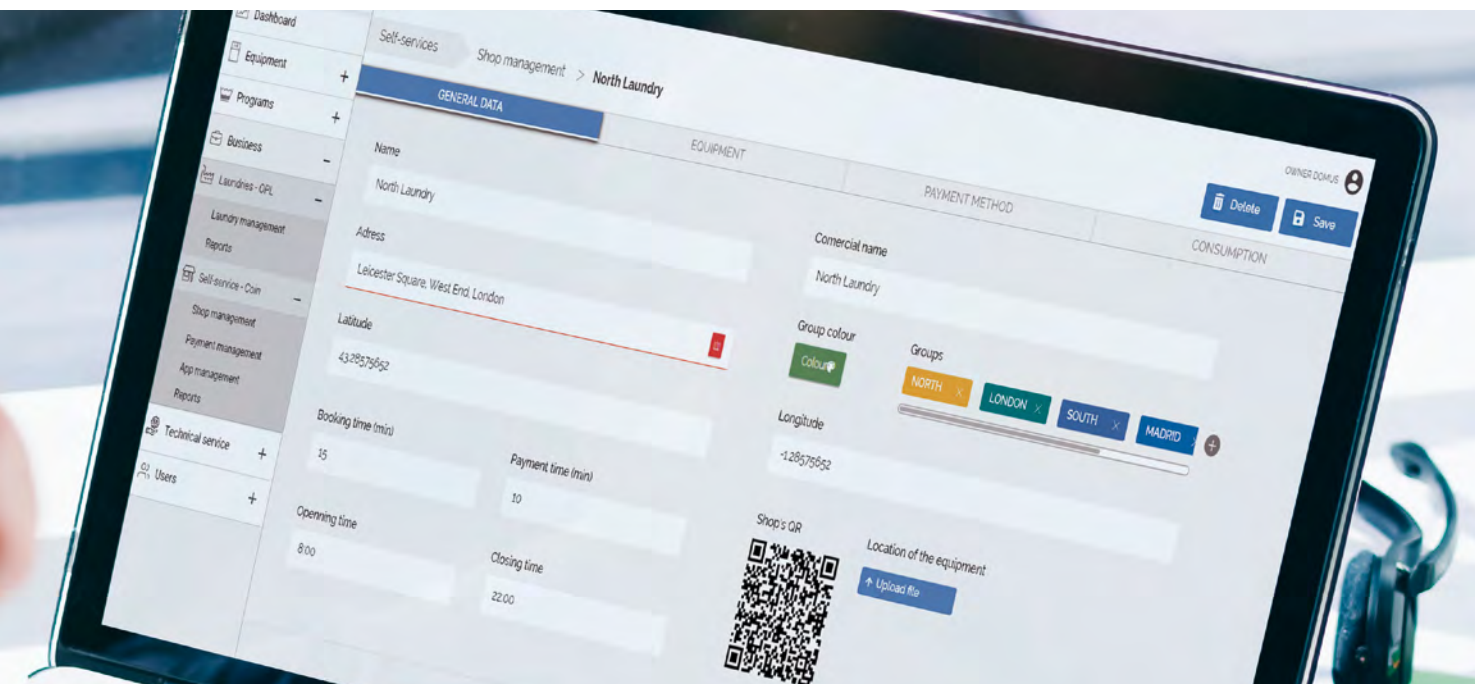 Dashboard
Equipment +
Programs +
Business -
Laundries - OPL -
Laundry management
Reports
Self-service - Coin -
Shop management
Payment management
App management
Reports
Technical service +
Users +
Self-services Shop management > North Laundry
OWNER DOMUS
Delete Save
GENERAL DATA EQUIPMENT PAYMENT METHOD CONSUMPTION
Name
North Laundry
Comercial name
North Laundry
Adress
Leicester Square, West End, London
Group colour
Colour
Groups
NORTH × LONDON × SOUTH × MADRID ×
Latitude
43.28575652
Longitude
-1.28575652
Booking time (min)
15
Payment time (min)
10
Openning time
8:00
Closing time
22:00
Shop's QR
Location of the equipment
↑ Upload file